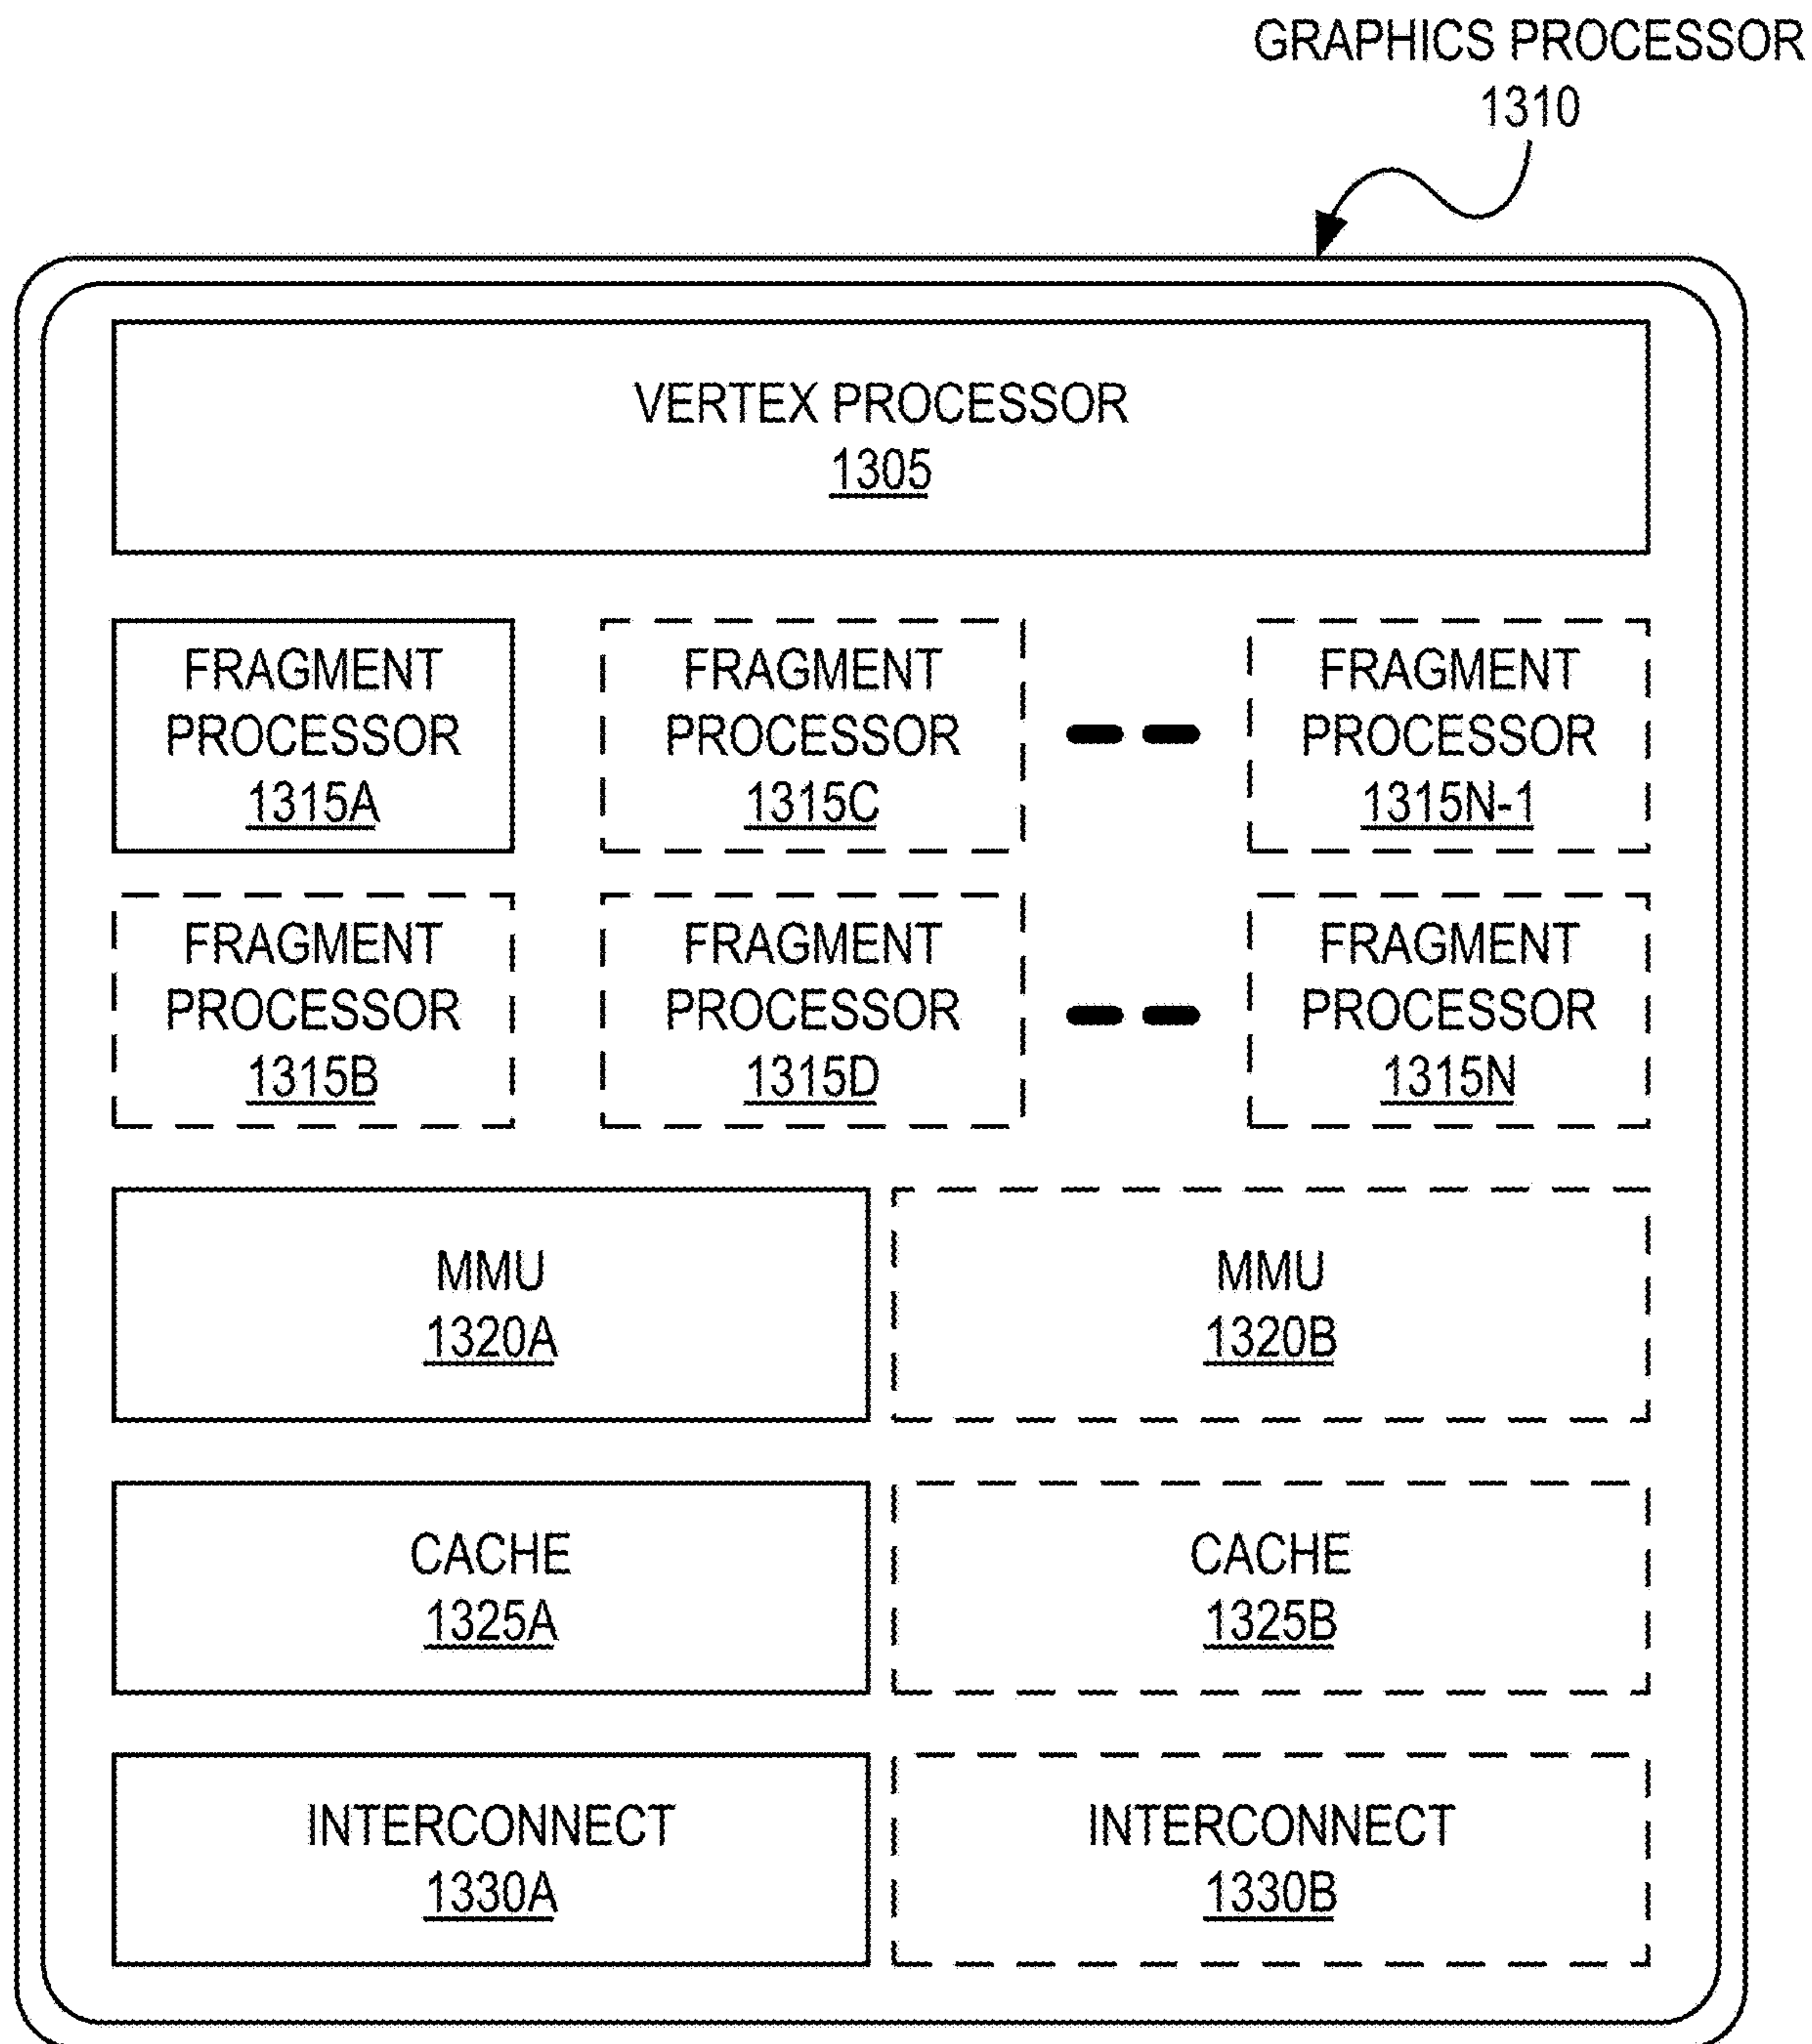 GRAPHICS PROCESSOR
1310
VERTEX PROCESSOR
1305
FRAGMENT
PROCESSOR
1315A
FRAGMENT
PROCESSOR
1315C
FRAGMENT
PROCESSOR
1315N-1
FRAGMENT
PROCESSOR
1315B
FRAGMENT
PROCESSOR
1315D
FRAGMENT
PROCESSOR
1315N
MMU
1320A
MMU
1320B
CACHE
1325A
CACHE
1325B
INTERCONNECT
1330A
INTERCONNECT
1330B